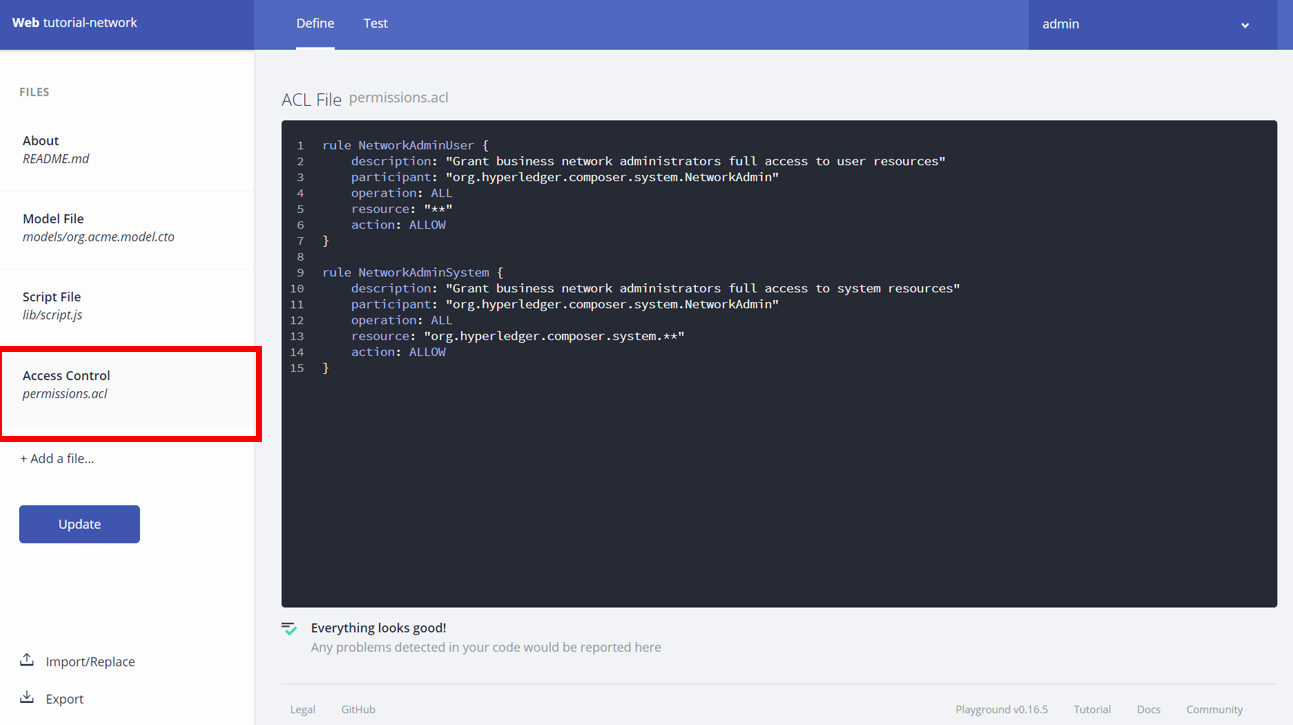 Web tutorial-network
Define
Test
admin
FILES
About
README.md
Model File
models/org.acme.model.cto
Script File
lib/script.js
Access Control
permissions.acl
+ Add a file...
Update
Import/Replace
Export
ACL File permissions.acl
1 rule NetworkAdminUser {
2     description: "Grant business network administrators full access to user resources"
3     participant: "org.hyperledger.composer.system.NetworkAdmin"
4     operation: ALL
5     resource: "**"
6     action: ALLOW
7 }
8
9 rule NetworkAdminSystem {
10     description: "Grant business network administrators full access to system resources"
11     participant: "org.hyperledger.composer.system.NetworkAdmin"
12     operation: ALL
13     resource: "org.hyperledger.composer.system.**"
14     action: ALLOW
15 }
Everything looks good!
Any problems detected in your code would be reported here
Legal GitHub Playground v0.16.5 Tutorial Docs Community